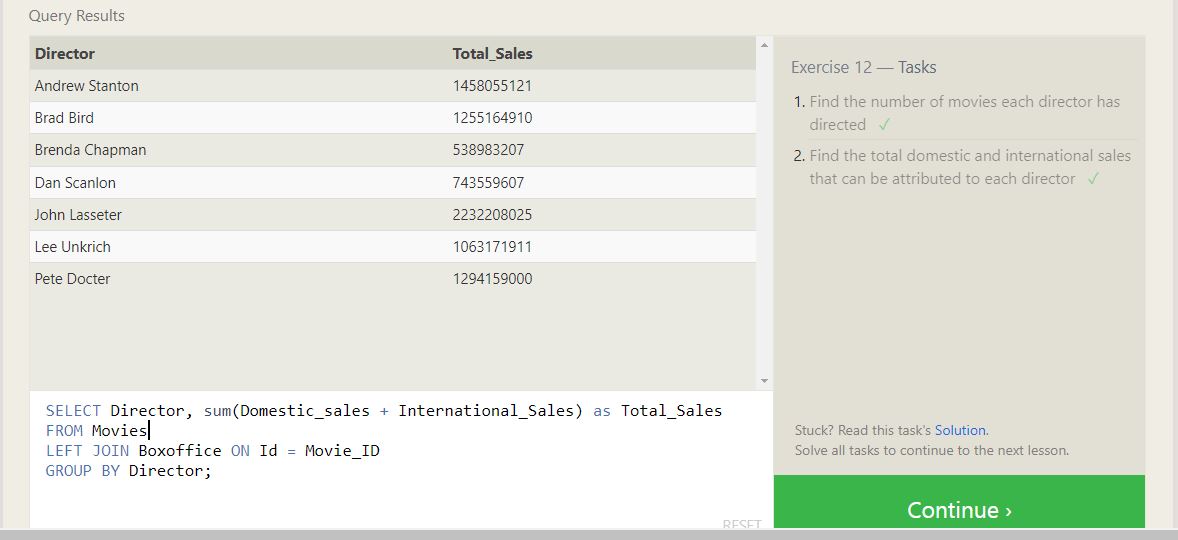 Query Results
Director Total_Sales
Andrew Stanton 1458055121
Brad Bird 1255164910
Brenda Chapman 538983207
Dan Scanlon 743559607
John Lasseter 2232208025
Lee Unkrich 1063171911
Pete Docter 1294159000
SELECT Director, sum(Domestic_sales + International_Sales) as Total_Sales
FROM Movies
LEFT JOIN Boxoffice ON Id = Movie_ID
GROUP BY Director;
RESET
Exercise 12 — Tasks
1. Find the number of movies each director has
directed ✓
2. Find the total domestic and international sales
that can be attributed to each director ✓
Stuck? Read this task's Solution.
Solve all tasks to continue to the next lesson.
Continue ›